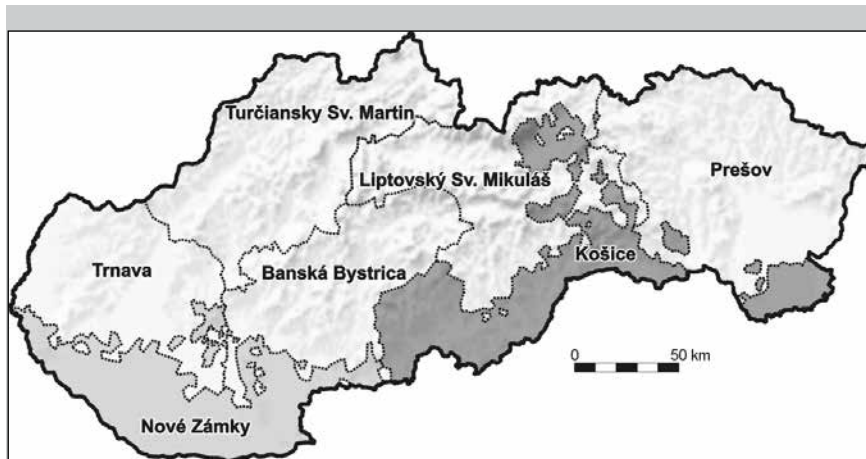 Turčiansky Sv. Martin
Liptovský Sv. Mikuláš
Prešov
Trnava
Banská Bystrica
Košice
0 50 km
Nové Zámky